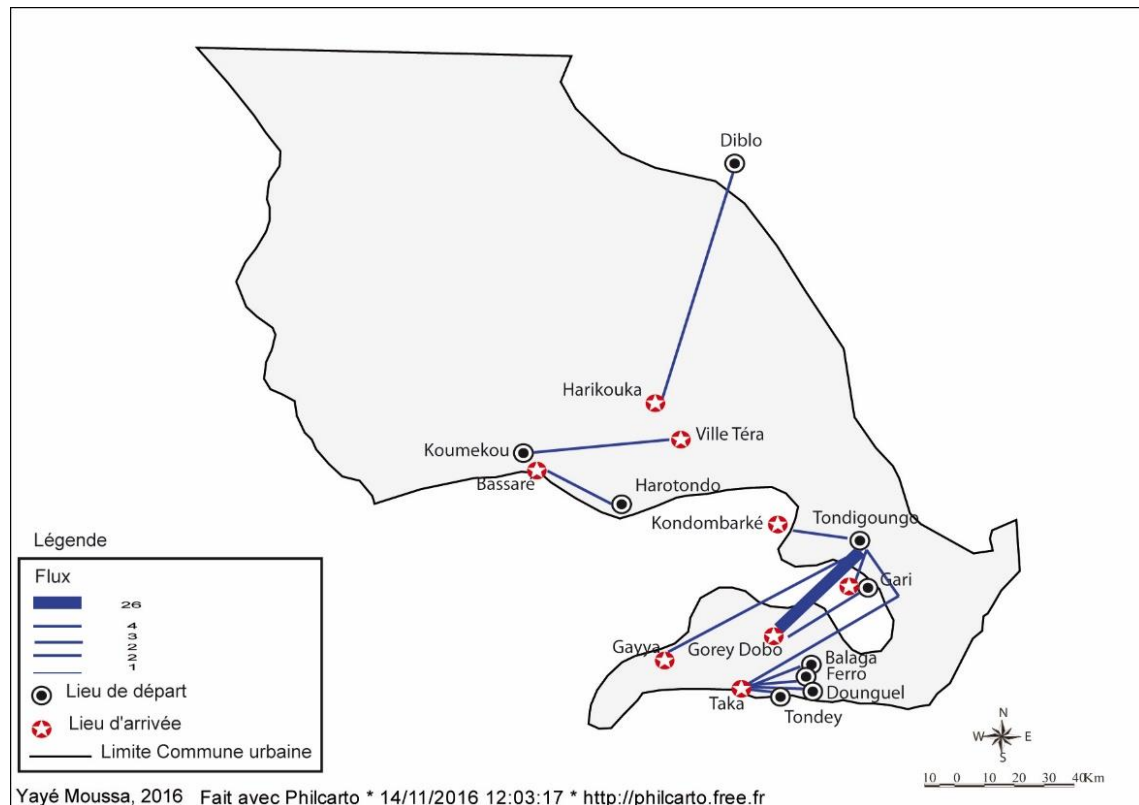 Diblo
Harikouka
Ville Téra
Koumekou
Bassare
Harotondo
Kondombarké
Tondigoungo
Gari
Gayya
Gorey Dobo
Balaga
Ferro
Taka
Dounguel
Tondey
Légende
Flux
26
4
3
2
2
1
Lieu de départ
Lieu d'arrivée
Limite Commune urbaine
N
W E
S
10 0 10 20 30 40Km
Yayé Moussa, 2016 Fait avec Philcarto * 14/11/2016 12:03:17 * http://philcarto.free.fr